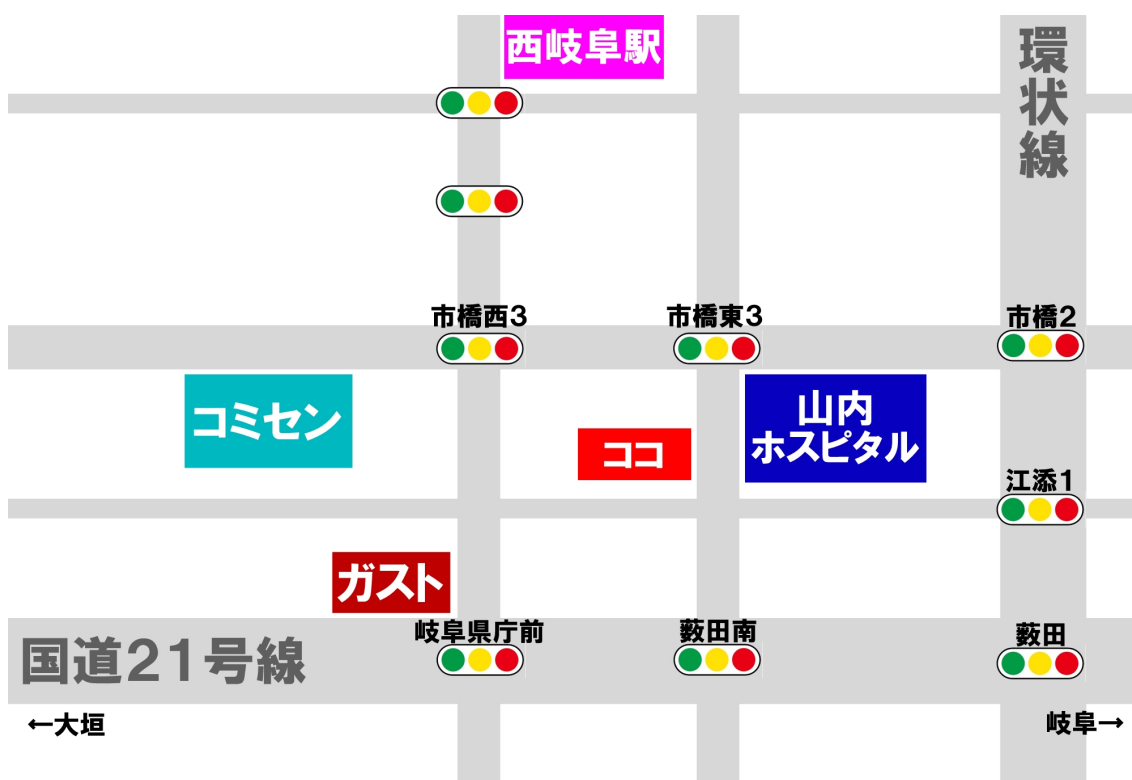 西岐阜駅
環状線
市橋西3
市橋東3
市橋2
コミセン
ココ
山内
ホスピタル
江添1
ガスト
国道21号線
岐阜県庁前
薮田南
薮田
←大垣
岐阜→